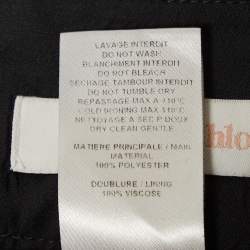 LAVAGE INTERDIT
DO NOT WASH
BLANCHIMENT INTERDIT
DO NOT BLEACH
SECHAGE TAMBOUR INTERDIT
DO NOT TUMBLE DRY
REPASSAGE MAX A 110°C
COLD IRONING MAX 110°C
NETTOYAGE A SEC DOUX
DRY CLEAN GENTLE
MATIERE PRINCIPALE / MAIN
MATERIAL
100% POLYESTER
DOUBLURE / LINING
100% VISCOSE
hlo